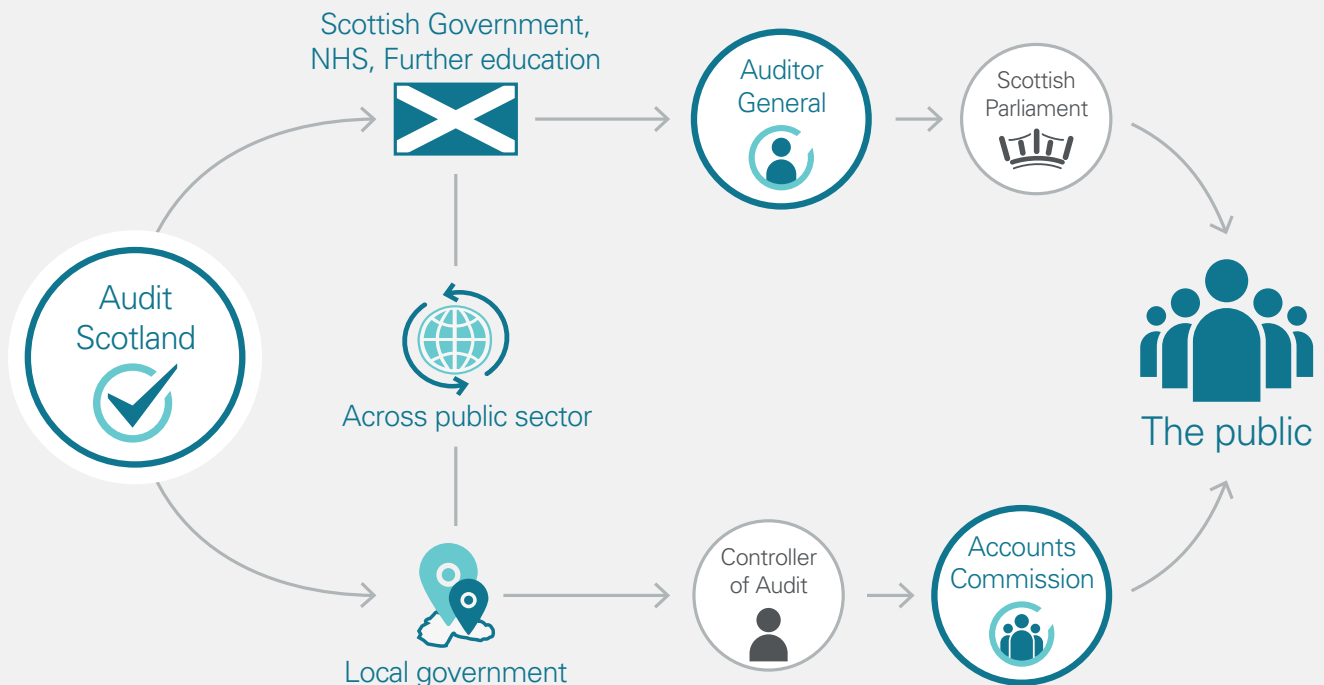 Scottish Government,
NHS, Further education
Auditor
General
Scottish
Parliament
Audit
Scotland
Across public sector
The public
Local government
Controller
of Audit
Accounts
Commission